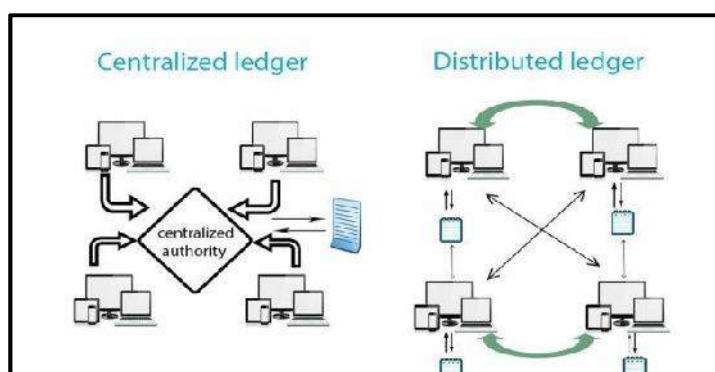 Centralized ledger
Distributed ledger
centralized
authority